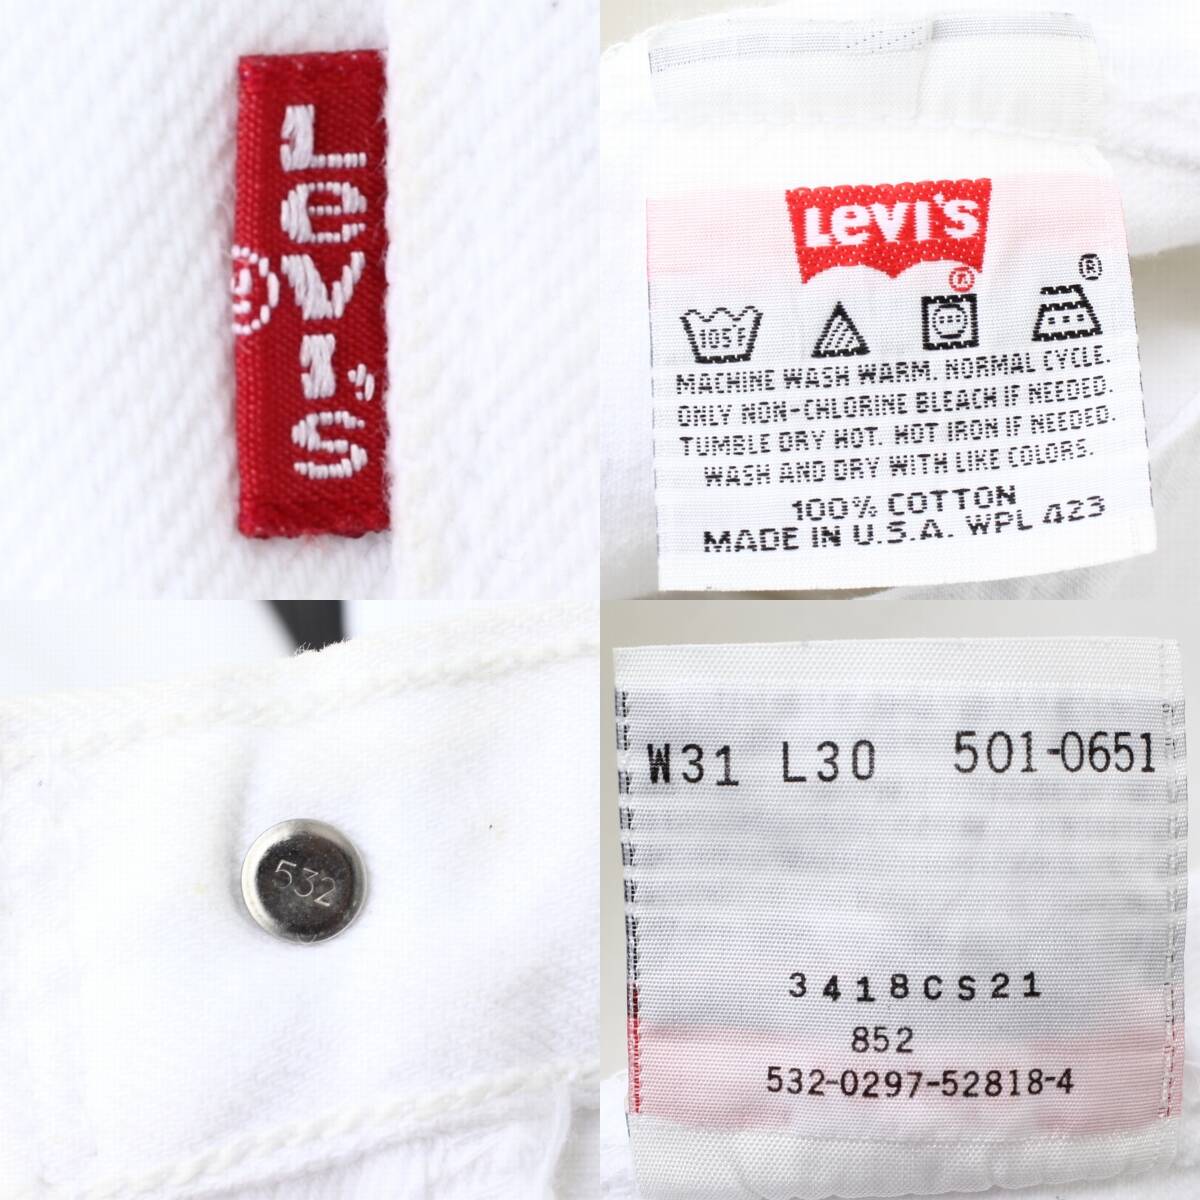 LEVI'S
®
LEVI'S
®
®
105F
MACHINE WASH WARM. NORMAL CYCLE.
ONLY NON-CHLORINE BLEACH IF NEEDED.
TUMBLE DRY HOT. HOT IRON IF NEEDED.
WASH AND DRY WITH LIKE COLORS.
100% COTTON
MADE IN U.S.A. WPL 423
532
W31 L30 501-0651
3418CS21
852
532-0297-52818-4